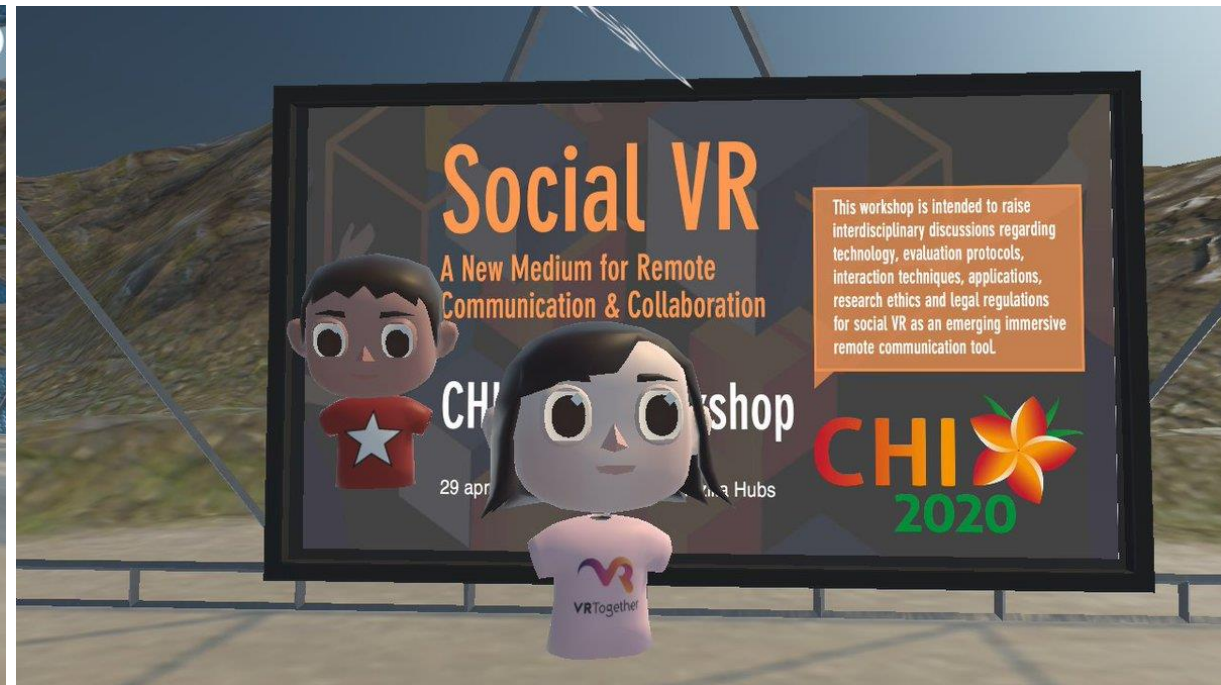 Social VR
A New Medium for Remote
Communication & Collaboration
CHI shop
29 apr Hubs
This workshop is intended to raise
interdisciplinary discussions regarding
technology, evaluation protocols,
interaction techniques, applications,
research ethics and legal regulations
for social VR as an emerging immersive
remote communication tool.
CHI
2020
VRTogether